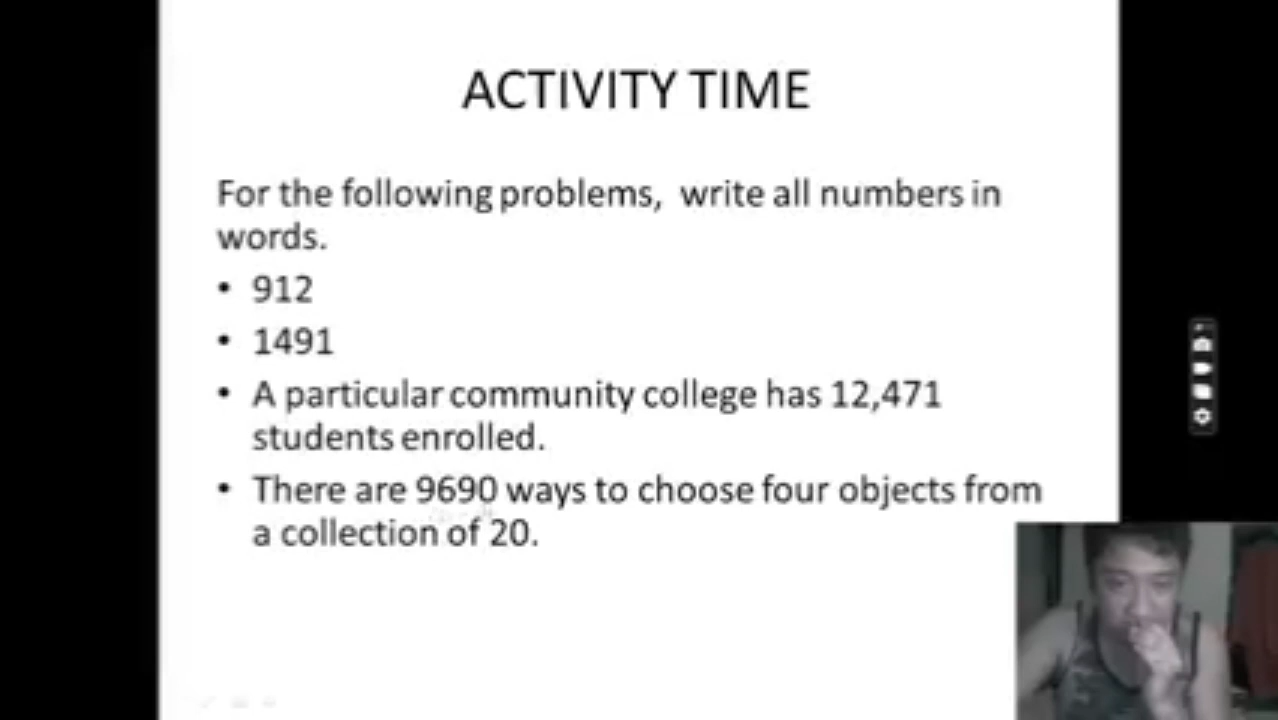 ACTIVITY TIME
For the following problems, write all numbers in
words.
• 912
• 1491
• A particular community college has 12,471
students enrolled.
• There are 9690 ways to choose four objects from
a collection of 20.